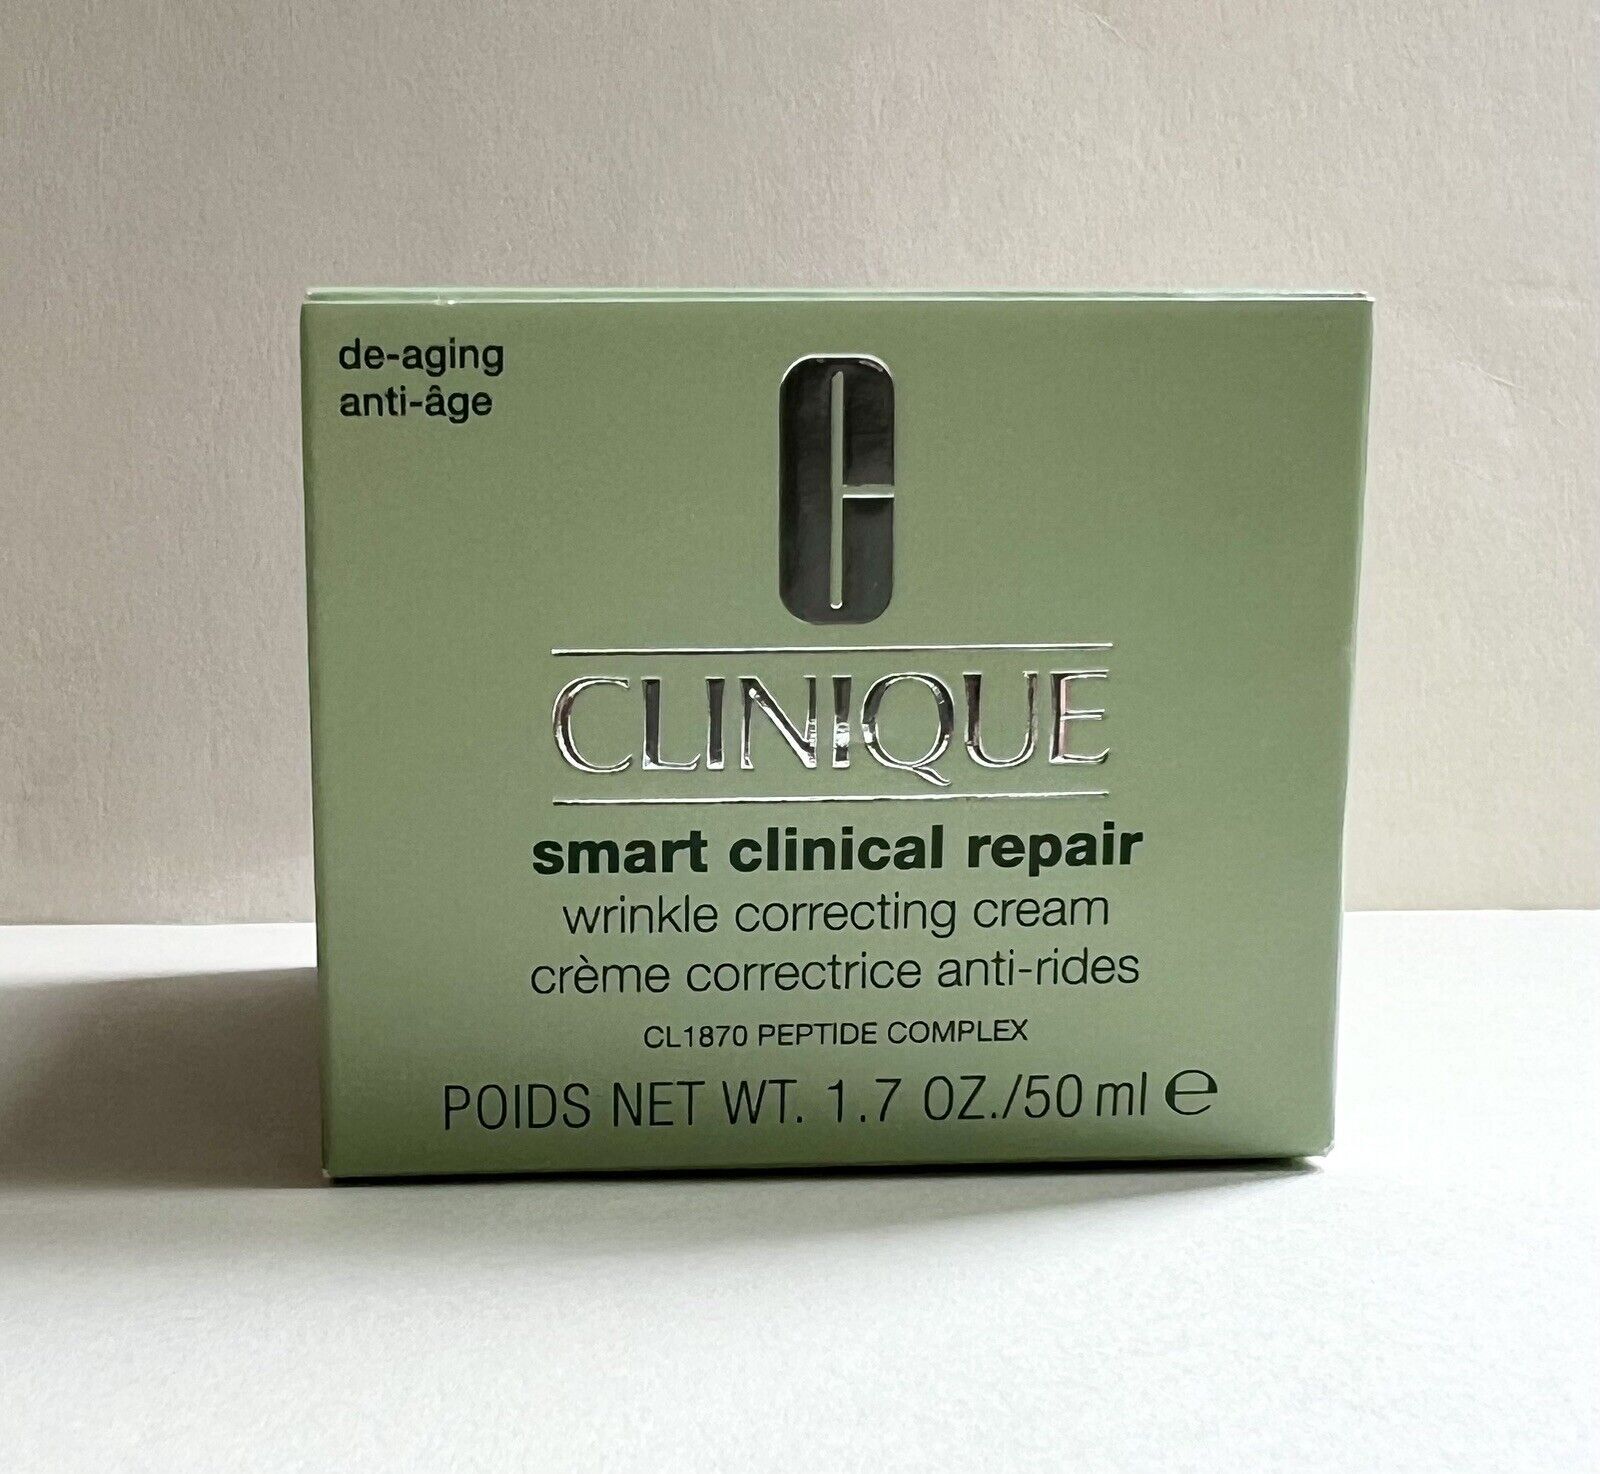 de-aging
anti-âge
C
CLINIQUE
smart clinical repair
wrinkle correcting cream
crème correctrice anti-rides
CL1870 PEPTIDE COMPLEX
POIDS NET WT. 1.7 OZ./50 ml ℮